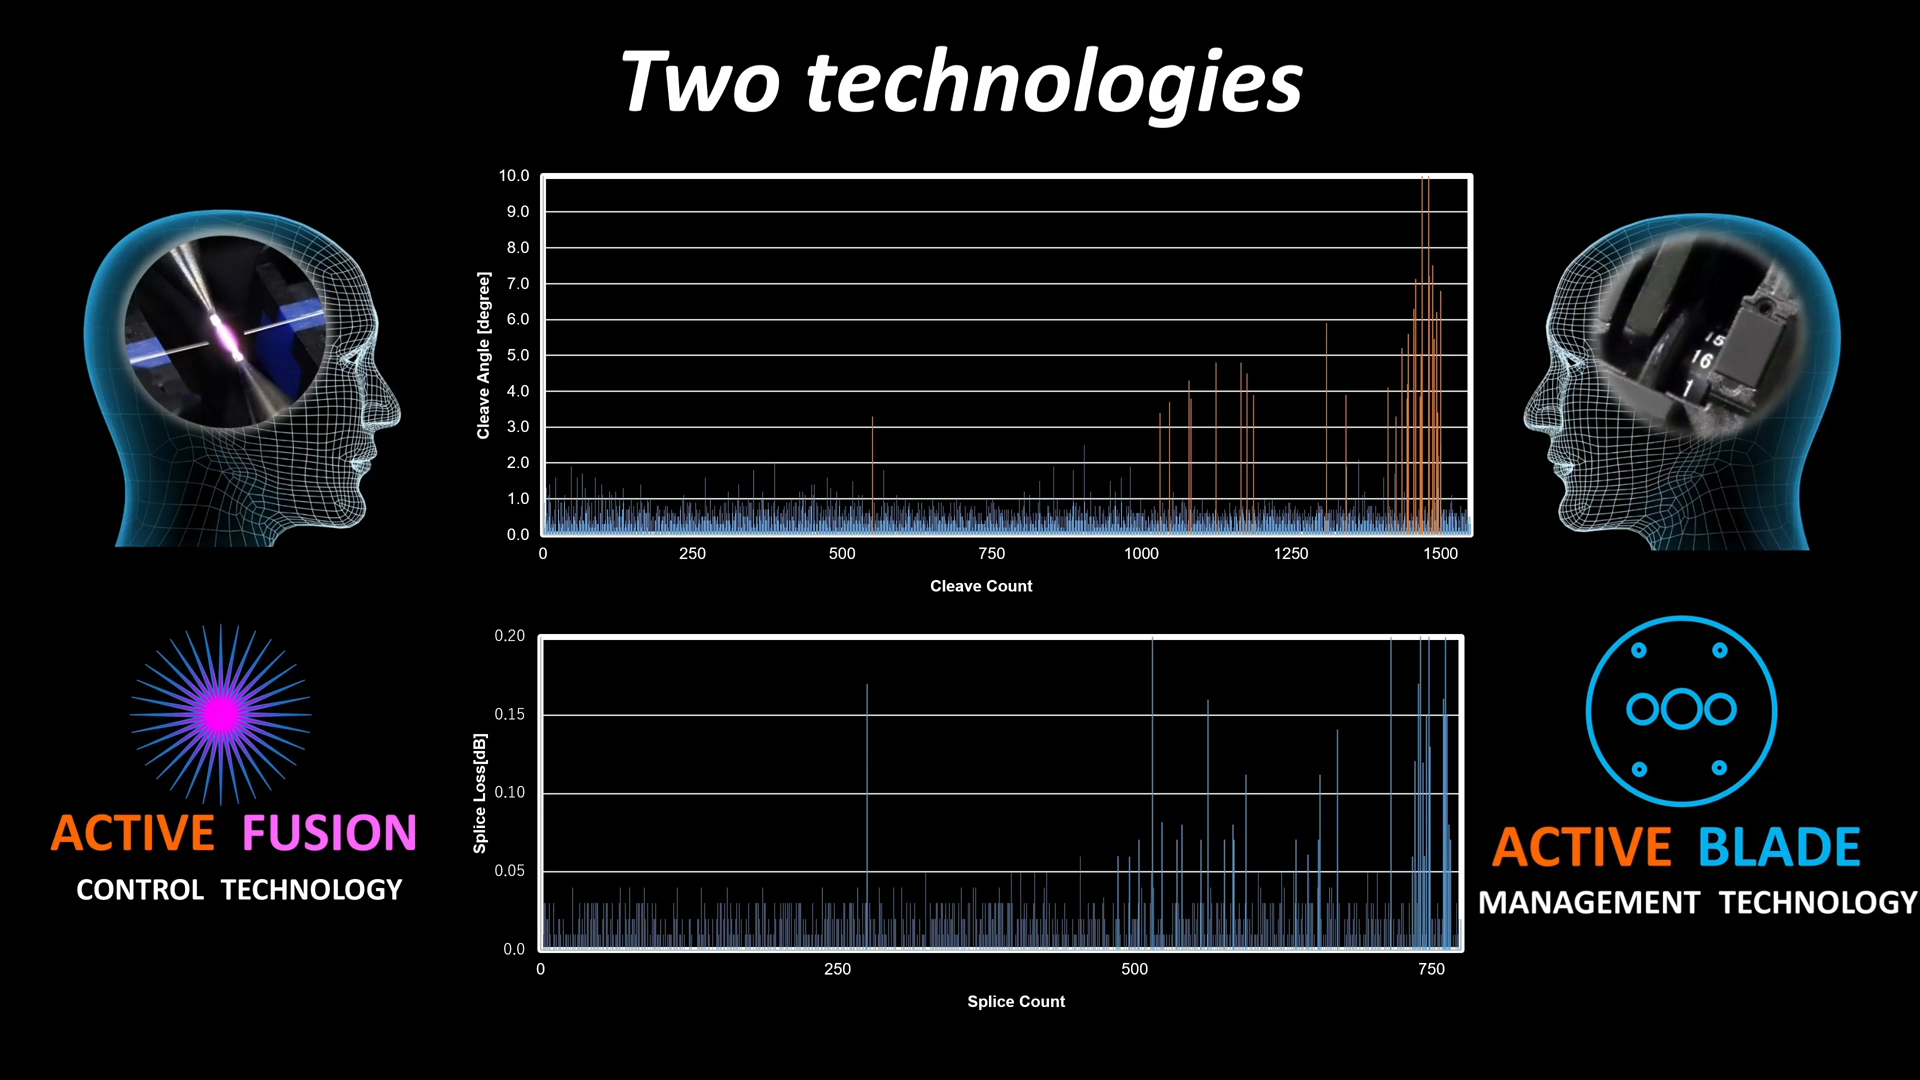 Two technologies
10.0
9.0
8.0
7.0
6.0
5.0
4.0
3.0
2.0
1.0
0.0
Cleave Angle [degree]
0 250 500 750 1000 1250 1500
Cleave Count
15
16
1
0.20
0.15
0.10
0.05
0.0
Splice Loss[dB]
0 250 500 750
Splice Count
ACTIVE FUSION
CONTROL TECHNOLOGY
ACTIVE BLADE
MANAGEMENT TECHNOLOGY